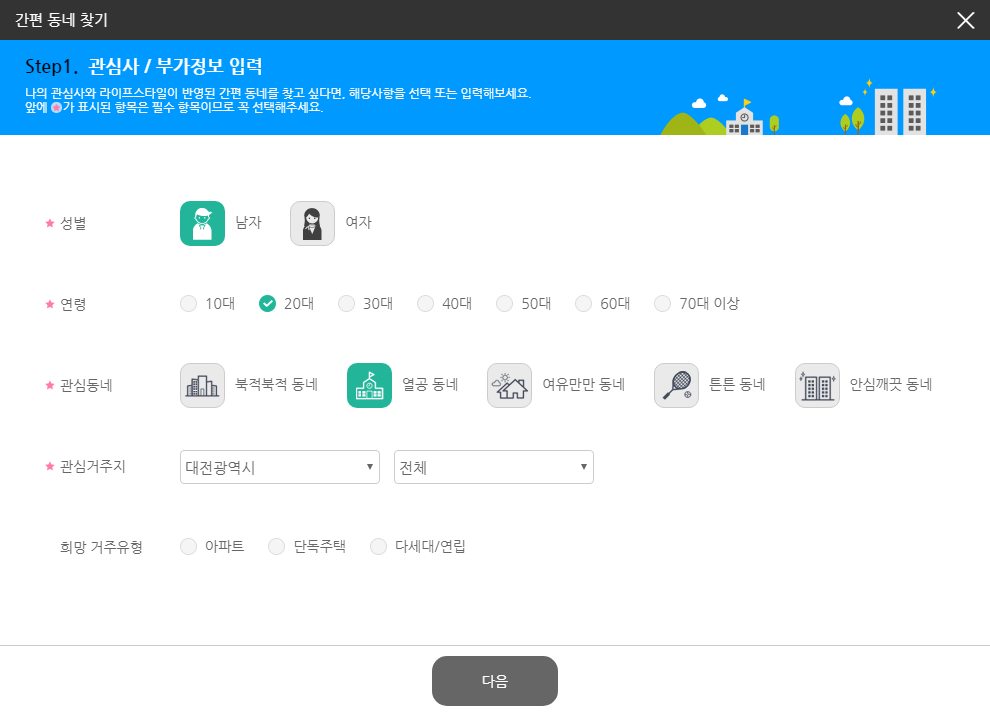 간편 동네 찾기
Step1. 관심사 / 부가정보 입력
나의 관심사와 라이프스타일이 반영된 간편 동네를 찾고 싶다면, 해당사항을 선택 또는 입력해보세요.
앞에 ★가 표시된 항목은 필수 항목이므로 꼭 선택해주세요.
★ 성별 남자 여자
★ 연령 10대 20대 30대 40대 50대 60대 70대 이상
★ 관심동네 북적북적 동네 열공 동네 여유만만 동네 튼튼 동네 안심깨끗 동네
★ 관심거주지 대전광역시 전체
희망 거주유형 아파트 단독주택 다세대/연립
다음